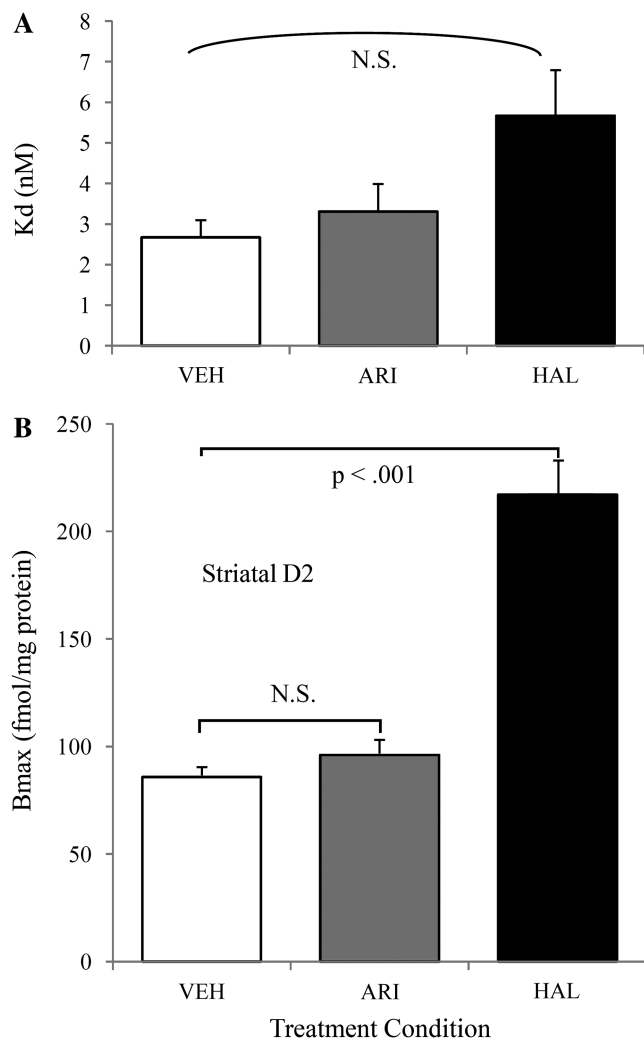 A
8
7
6
5
4
3
2
1
0
Kd (nM)
N.S.
VEH ARI HAL
B
250
200
150
100
50
0
Bmax (fmol/mg protein)
p < .001
Striatal D2
N.S.
VEH ARI HAL
Treatment Condition